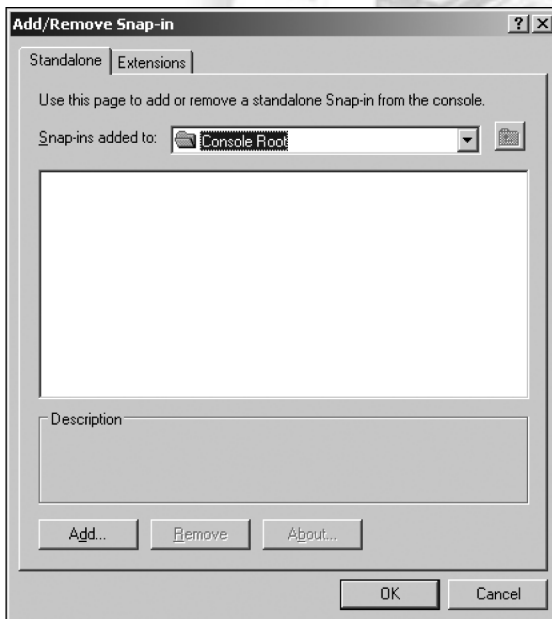 Add/Remove Snap-in
Standalone Extensions
Use this page to add or remove a standalone Snap-in from the console.
Snap-ins added to: Console Root
Description
Add... Remove About...
OK Cancel